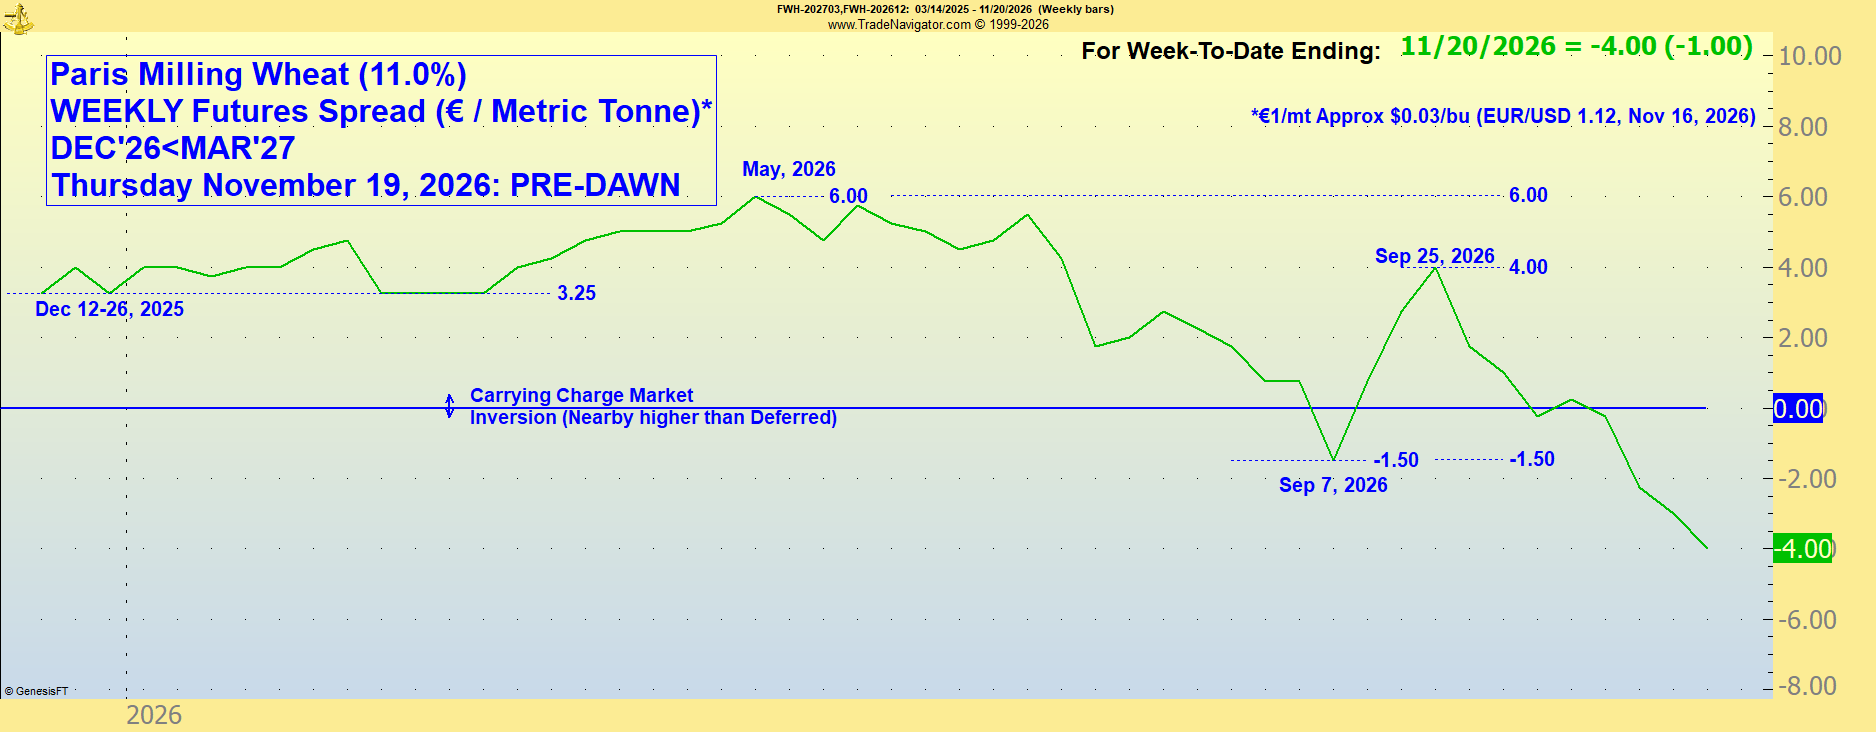 FWH-202703,FWH-202612: 03/14/2025 - 11/20/2026 (Weekly bars)
www.TradeNavigator.com © 1999-2026
For Week-To-Date Ending: 11/20/2026 = -4.00 (-1.00)
Paris Milling Wheat (11.0%)
WEEKLY Futures Spread (€ / Metric Tonne)*
DEC'26<MAR'27
Thursday November 19, 2026: PRE-DAWN
*€1/mt Approx $0.03/bu (EUR/USD 1.12, Nov 16, 2026)
May, 2026
6.00
6.00
Sep 25, 2026
4.00
3.25
Dec 12-26, 2025
Carrying Charge Market
Inversion (Nearby higher than Deferred)
-1.50
-1.50
Sep 7, 2026
10.00
8.00
6.00
4.00
2.00
0.00
-2.00
-4.00
-6.00
-8.00
© GenesisFT
2026